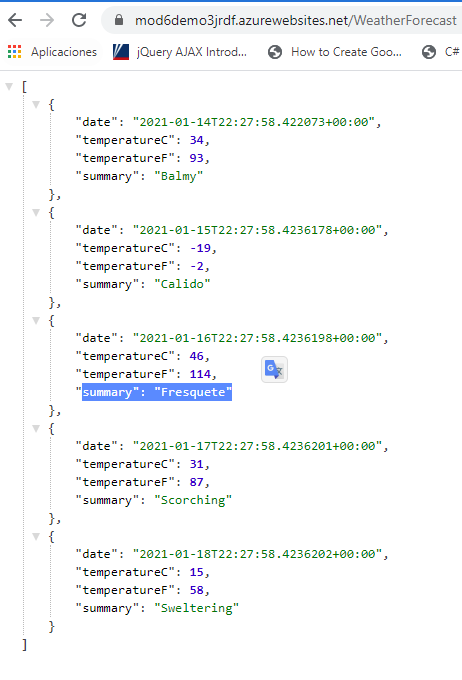 mod6demo3jrdf.azurewebsites.net/WeatherForecast
Aplicaciones jQuery AJAX Introd... How to Create Goo... C#
[
{
"date": "2021-01-14T22:27:58.422073+00:00",
"temperatureC": 34,
"temperatureF": 93,
"summary": "Balmy"
},
{
"date": "2021-01-15T22:27:58.4236178+00:00",
"temperatureC": -19,
"temperatureF": -2,
"summary": "Calido"
},
{
"date": "2021-01-16T22:27:58.4236198+00:00",
"temperatureC": 46,
"temperatureF": 114,
"summary": "Fresquete"
},
{
"date": "2021-01-17T22:27:58.4236201+00:00",
"temperatureC": 31,
"temperatureF": 87,
"summary": "Scorching"
},
{
"date": "2021-01-18T22:27:58.4236202+00:00",
"temperatureC": 15,
"temperatureF": 58,
"summary": "Sweltering"
}
]